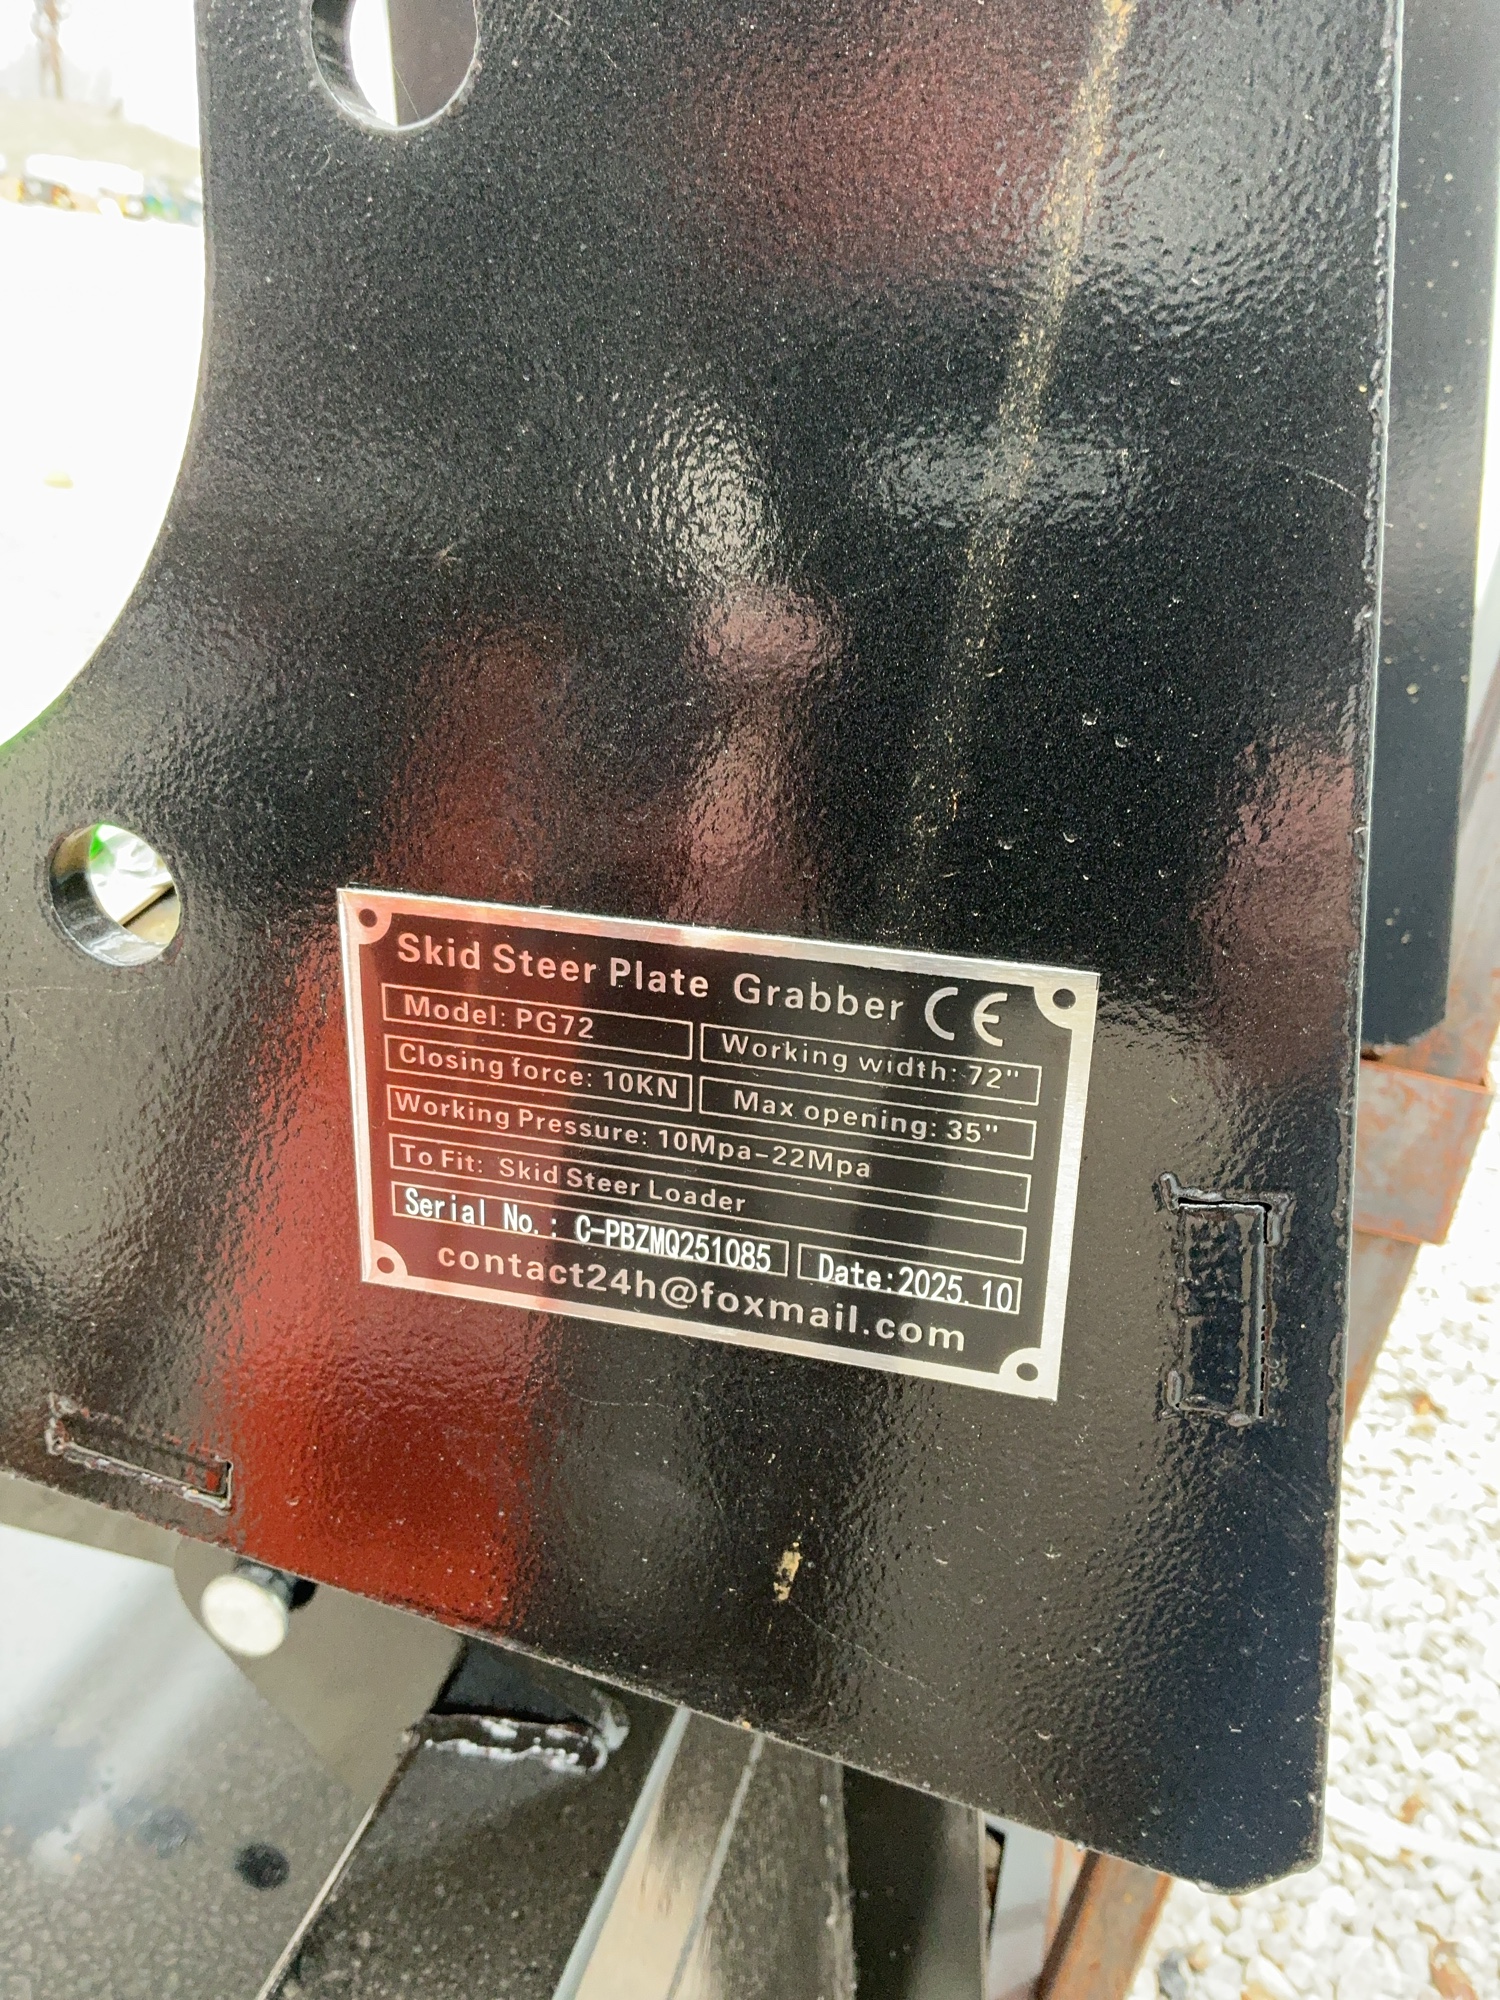 Skid Steer Plate Grabber CE
Model: PG72
Working width: 72"
Closing force: 10KN
Max opening: 35"
Working Pressure: 10Mpa-22Mpa
To Fit: Skid Steer Loader
Serial No.: C-PBZMQ251085
Date:2025.10
contact24h@foxmail.com